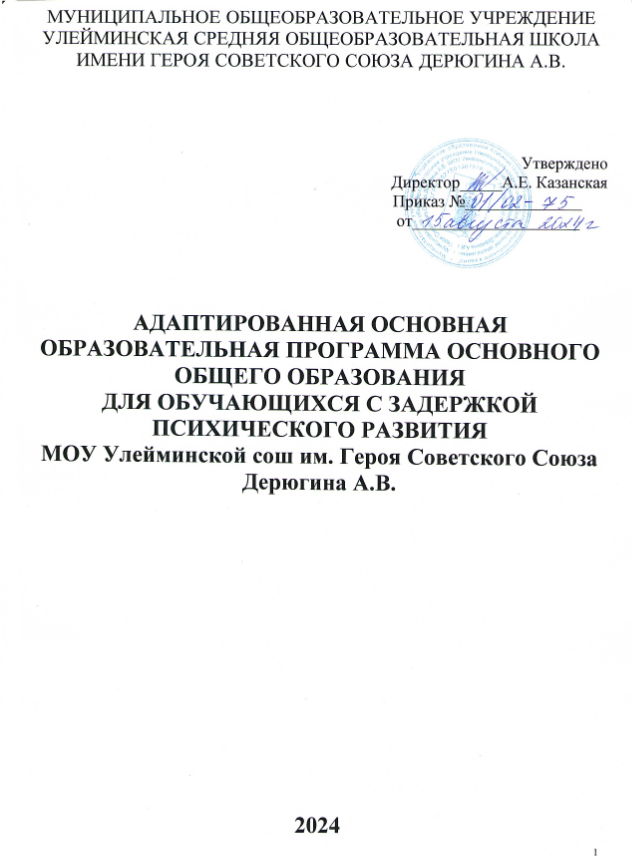 МУНИЦИПАЛЬНОЕ ОБЩЕОБРАЗОВАТЕЛЬНОЕ УЧРЕЖДЕНИЕ
УЛЕЙМИНСКАЯ СРЕДНЯЯ ОБЩЕОБРАЗОВАТЕЛЬНАЯ ШКОЛА
ИМЕНИ ГЕРОЯ СОВЕТСКОГО СОЮЗА ДЕРЮГИНА А.В.
Утверждено
Директор А.Е. Казанская
Приказ № 01/02-75
от 15 августа 2024 г
АДАПТИРОВАННАЯ ОСНОВНАЯ
ОБРАЗОВАТЕЛЬНАЯ ПРОГРАММА ОСНОВНОГО
ОБЩЕГО ОБРАЗОВАНИЯ
ДЛЯ ОБУЧАЮЩИХСЯ С ЗАДЕРЖКОЙ
ПСИХИЧЕСКОГО РАЗВИТИЯ
МОУ Улейминской сош им. Героя Советского Союза
Дерюгина А.В.
2024
1